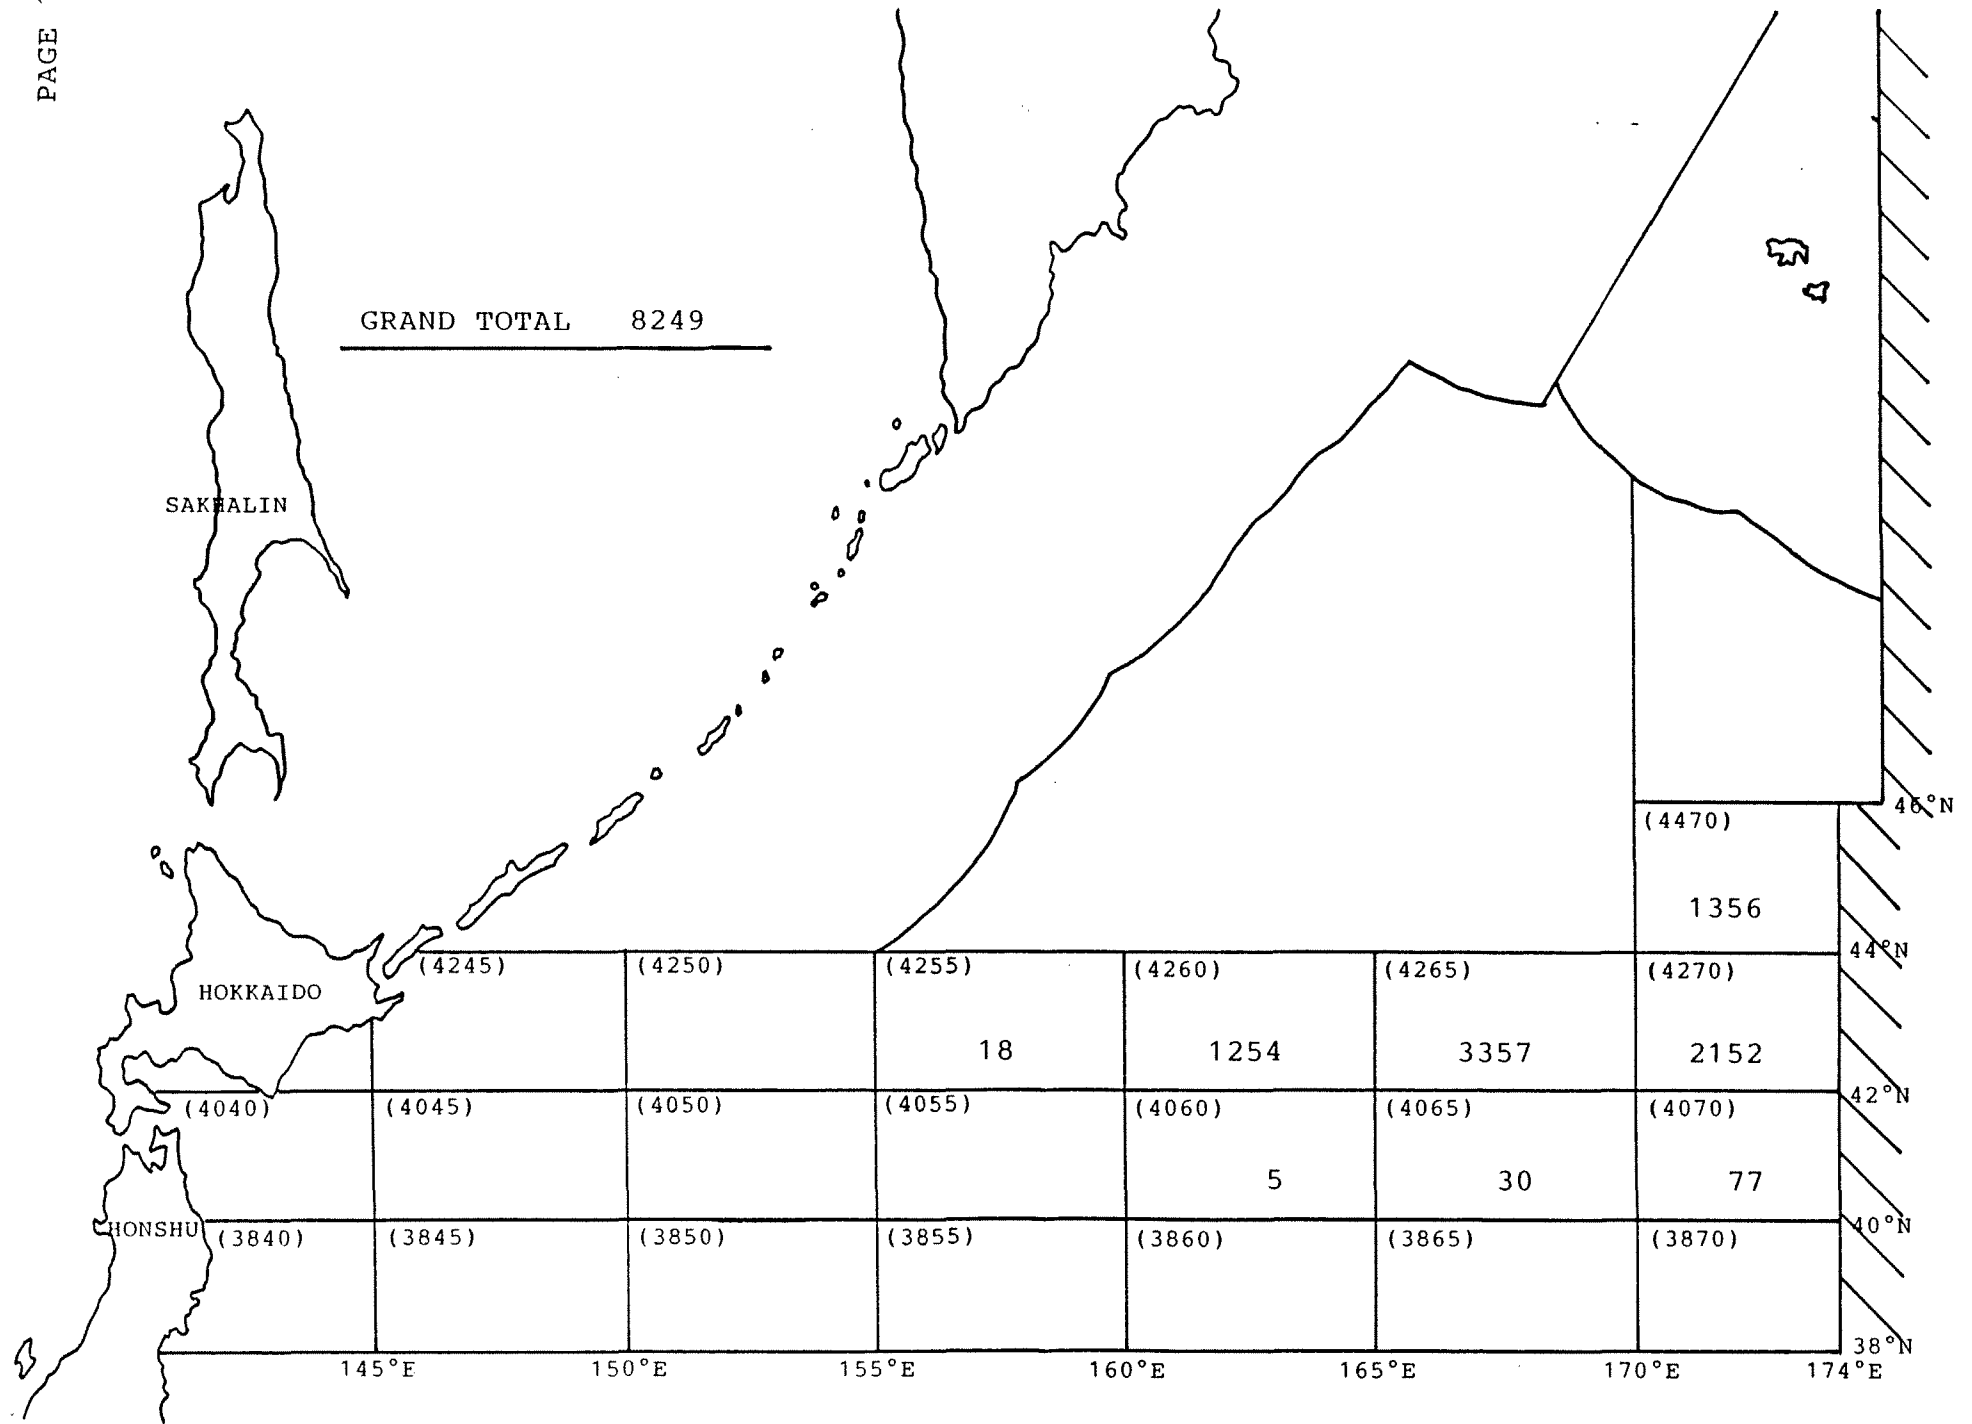 PAGE
GRAND TOTAL 8249
SAKHALIN
46°N
(4470)
1356
44°N
(4245) (4250) (4255) (4260) (4265) (4270)
HOKKAIDO
18 1254 3357 2152
42°N
(4040) (4045) (4050) (4055) (4060) (4065) (4070)
5 30 77
40°N
HONSHU (3840) (3845) (3850) (3855) (3860) (3865) (3870)
38°N
145°E 150°E 155°E 160°E 165°E 170°E 174°E